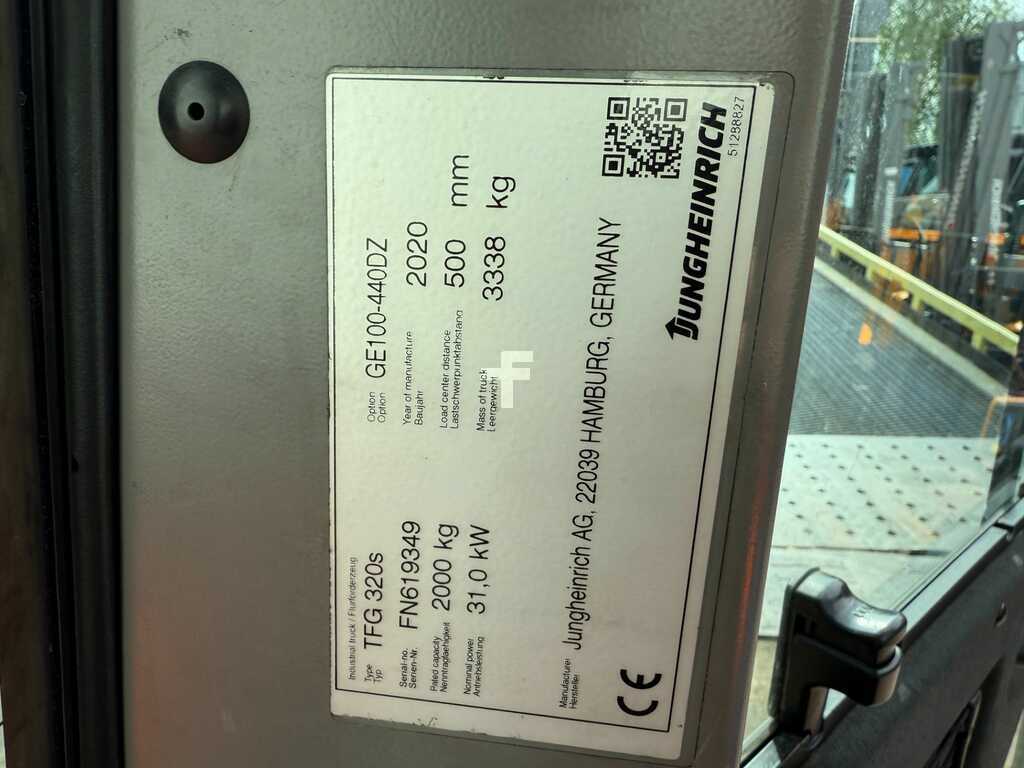 Industrial truck / Flurförderzeug
Type
Typ
TFG 320s
Option
Option
GE100-440DZ
Serial-no.
Serien-Nr.
FN619349
Year of manufacture
Baujahr
2020
Rated capacity
Nenntragfaehigkeit
2000 kg
Load center distance
Lastschwerpunktabstand
500 mm
Nominal power
Antriebsleistung
31,0 kW
Mass of truck
Leergewicht
3338 kg
Manufacturer
Hersteller
Jungheinrich AG, 22039 HAMBURG, GERMANY
CE
JUNGHEINRICH
51288827
F